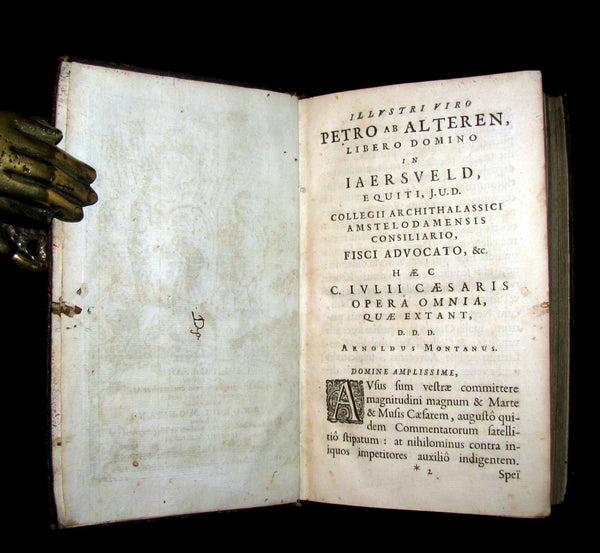 ILLVSTRI VIRO
PETRO AB ALTEREN,
LIBERO DOMINO
IN
IAERSVELD,
EQUITI, J.U.D.
COLLEGII ARCHITHALASSICI
AMSTELODAMENSIS
CONSILIARIO,
FISCI ADVOCATO, &c.
HÆC
C. IVLII CÆSARIS
OPERA OMNIA,
QUÆ EXTANT,
D. D. D.
ARNOLDUS MONTANUS.
DOMINE AMPLISSIME,
AVsus sum vestræ committere
magnitudini magnum & Marte
& Musis Cæsarem, augustô qui-
dem Commentatorum satelli-
tiô stipatum : at nihilominus contra in-
iquos impetitores auxiliô indigentem.
* 2 Speï